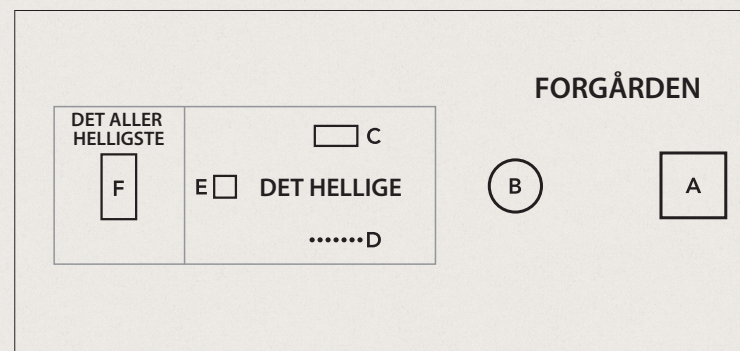 FORGÅRDEN
DET ALLER
HELLIGSTE
C
F
E
DET HELLIGE
B
A
D